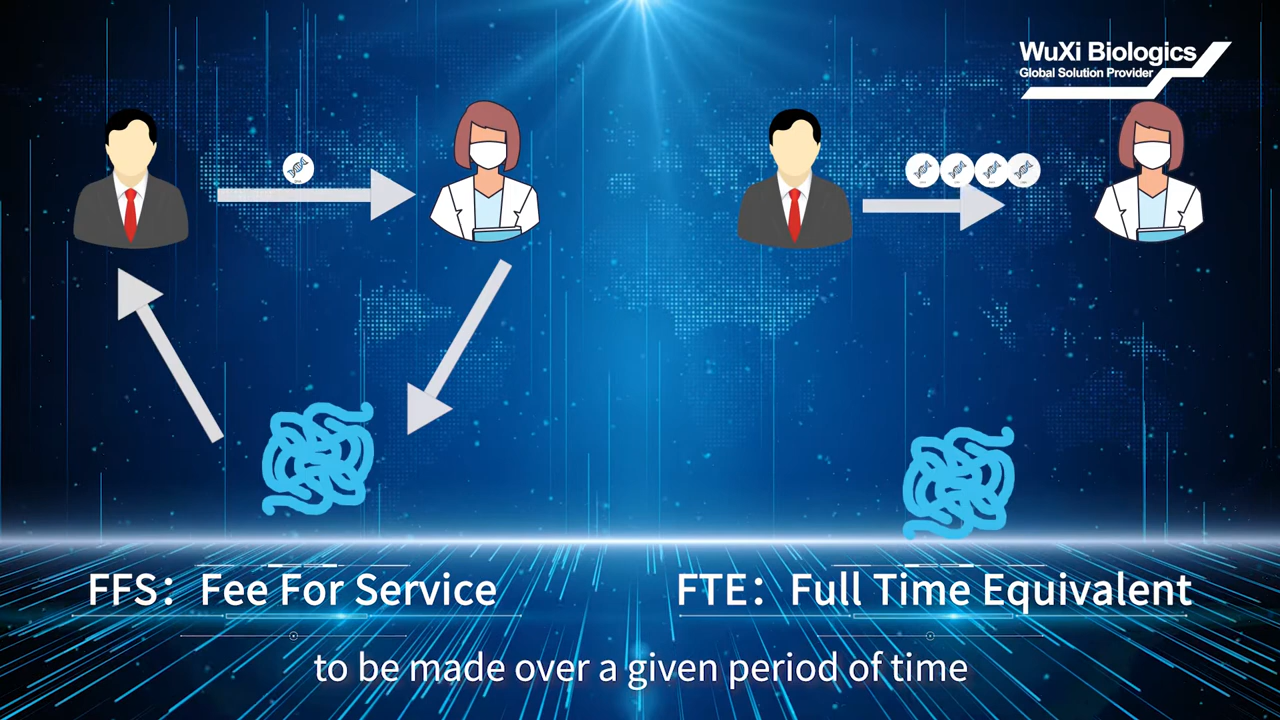 WuXi Biologics
Global Solution Provider
FFS：Fee For Service
FTE：Full Time Equivalent
to be made over a given period of time